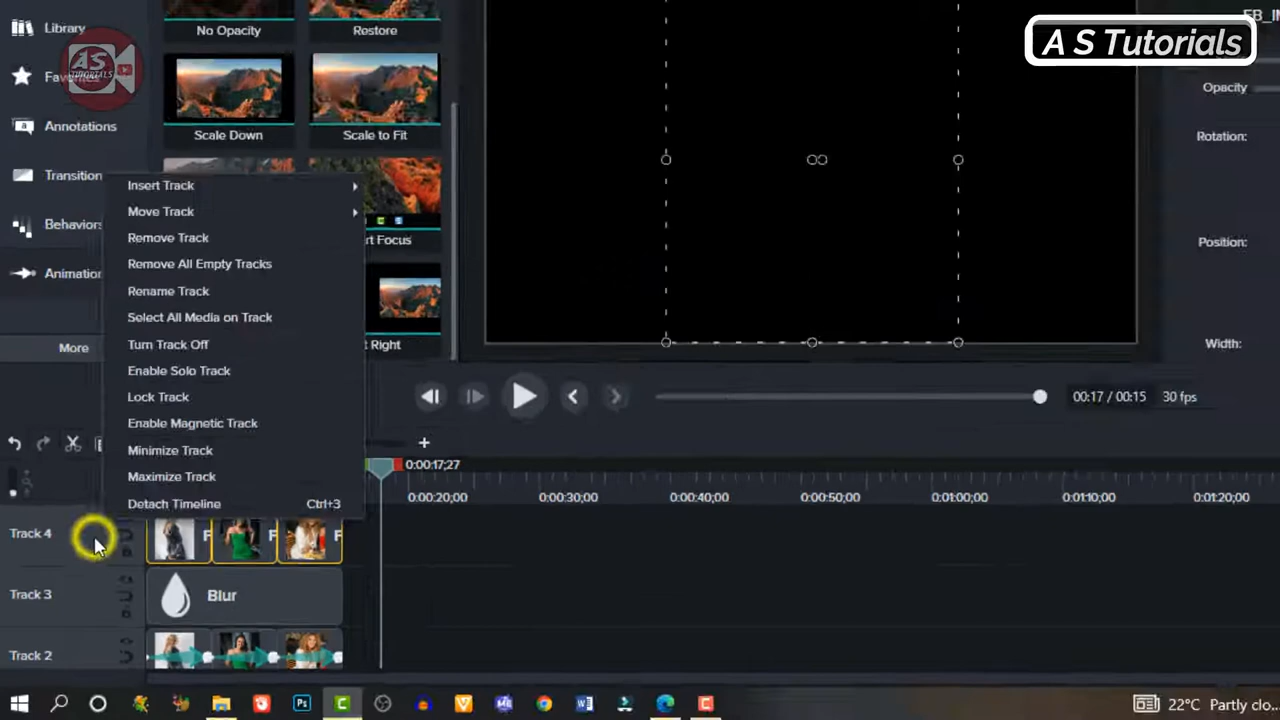 Library
No Opacity
Restore
A S Tutorials
AS
TUTORIALS
Annotations
Scale Down
Scale to Fit
Opacity
Rotation:
Transition
Behaviors
Animation
More
Insert Track
Move Track
Remove Track
Remove All Empty Tracks
Rename Track
Select All Media on Track
Turn Track Off
Enable Solo Track
Lock Track
Enable Magnetic Track
Minimize Track
Maximize Track
Detach Timeline Ctrl+3
rt Focus
t Right
Position:
Width:
00:17 / 00:15 30 fps
0:00:17;27
0:00:20;00 0:00:30;00 0:00:40;00 0:00:50;00 0:01:00;00 0:01:10;00 0:01:20;00
Track 4
F F F
Track 3
Blur
Track 2
22°C Partly clo...